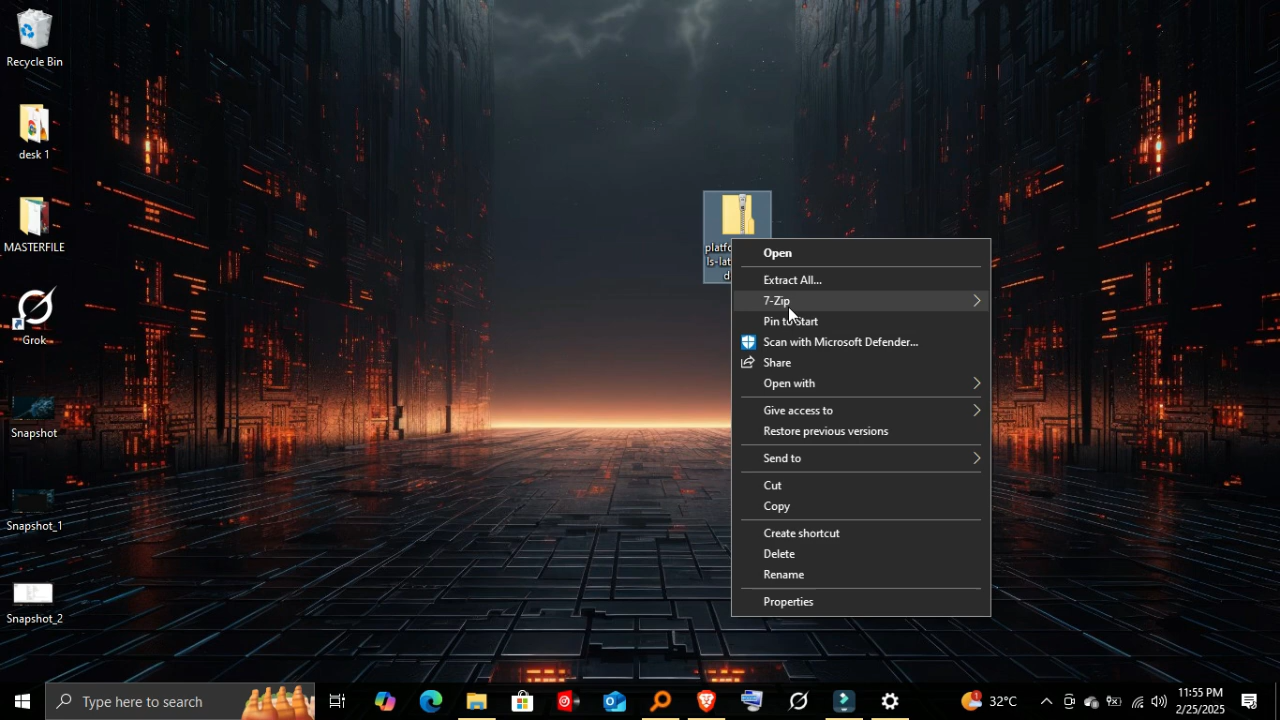 Recycle Bin
desk 1
MASTERFILE
Grok
Snapshot
Snapshot_1
Snapshot_2
Open
Extract All...
7-Zip
Pin to Start
Scan with Microsoft Defender...
Share
Open with
Give access to
Restore previous versions
Send to
Cut
Copy
Create shortcut
Delete
Rename
Properties
Type here to search
32°C
11:55 PM
2/25/2025